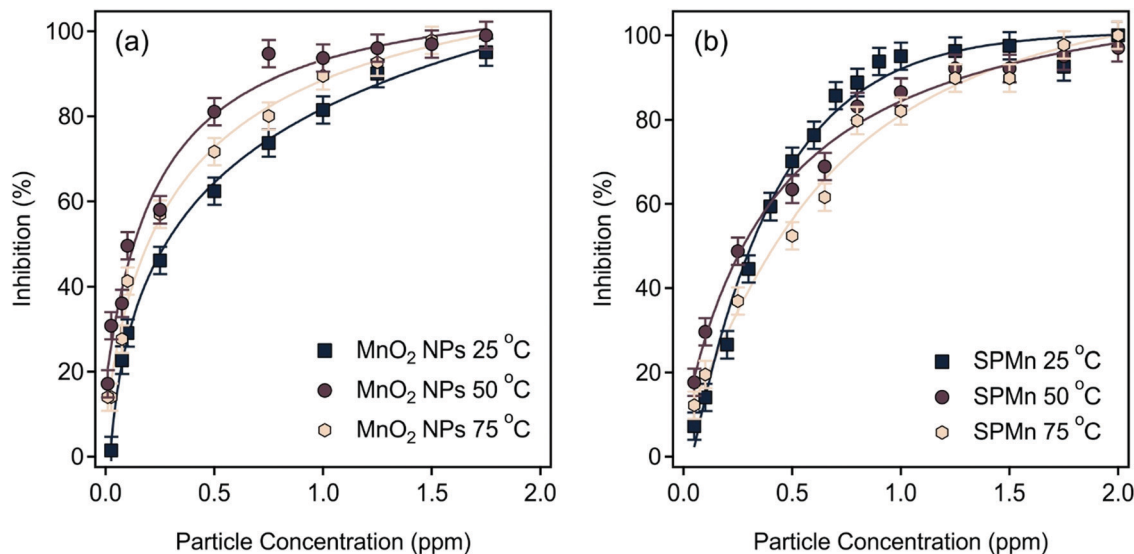 (a)
100
80
60
40
20
0
Inhibition (%)
MnO₂ NPs 25 °C
MnO₂ NPs 50 °C
MnO₂ NPs 75 °C
0.0 0.5 1.0 1.5 2.0
Particle Concentration (ppm)
(b)
100
80
60
40
20
0
Inhibition (%)
SPMn 25 °C
SPMn 50 °C
SPMn 75 °C
0.0 0.5 1.0 1.5 2.0
Particle Concentration (ppm)